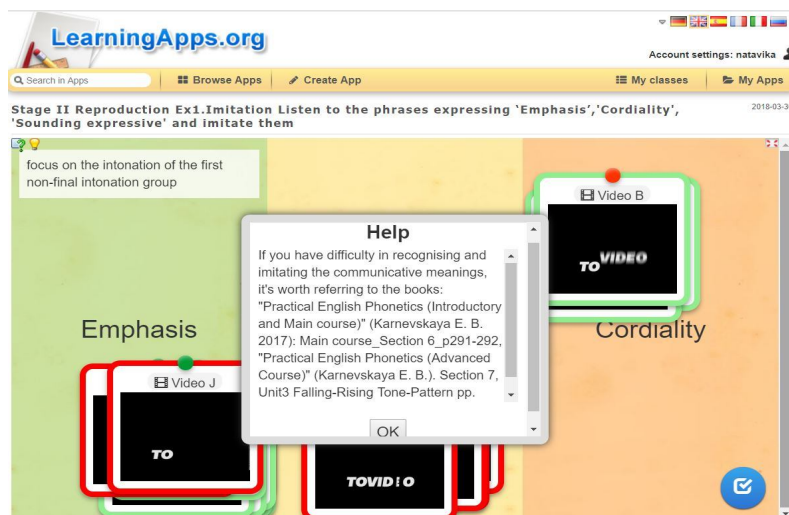 LearningApps.org
Account settings: natavika
Search in Apps
Browse Apps
Create App
My classes
My Apps
Stage II Reproduction Ex1.Imitation Listen to the phrases expressing ‛Emphasis’,'Cordiality',
'Sounding expressive' and imitate them
2018-03-3
focus on the intonation of the first
non-final intonation group
Video B
TOVIDEO
Help
If you have difficulty in recognising and
imitating the communicative meanings,
it's worth referring to the books:
"Practical English Phonetics (Introductory
and Main course)" (Karnevskaya E. B.
2017): Main course_Section 6_p291-292,
"Practical English Phonetics (Advanced
Course)" (Karnevskaya E. B.). Section 7,
Unit3 Falling-Rising Tone-Pattern pp.
OK
Emphasis
Cordiality
Video J
TO